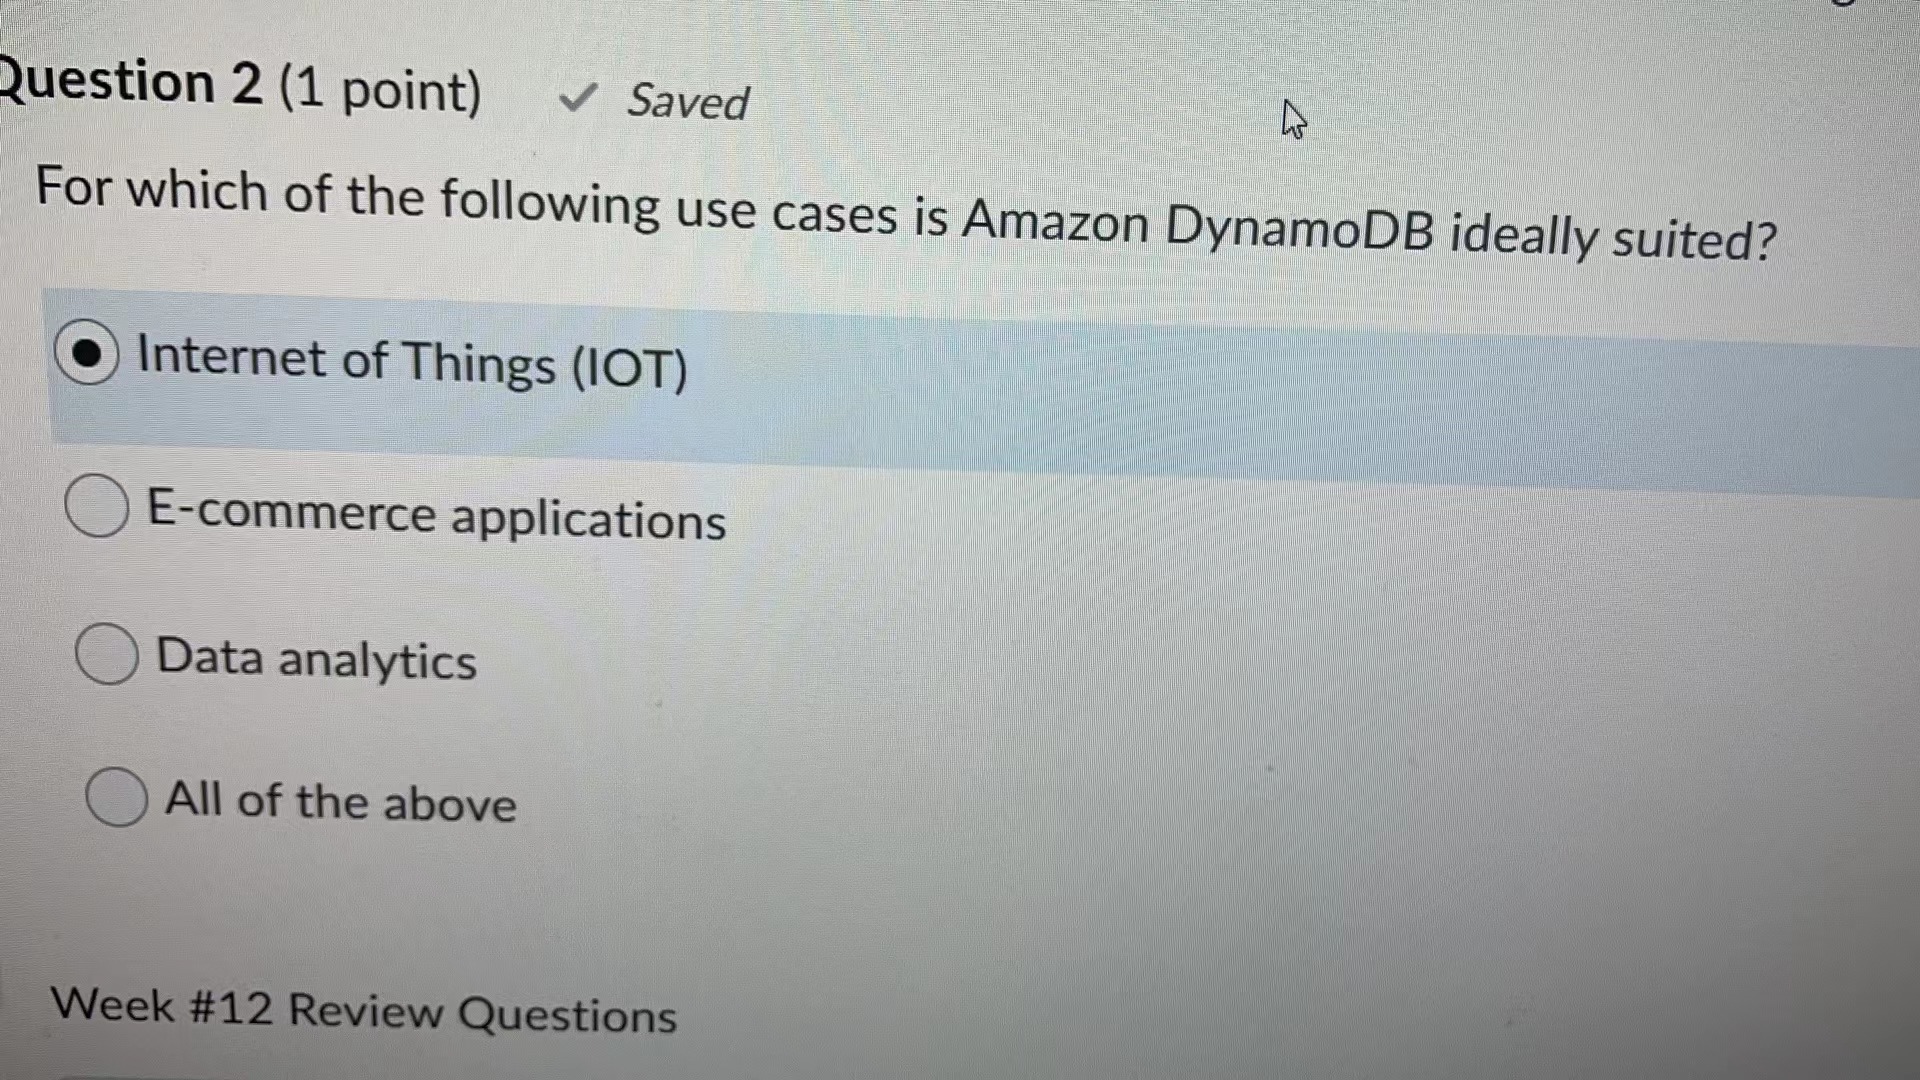 Question 2 (1 point) ✓ Saved
For which of the following use cases is Amazon DynamoDB ideally suited?
Internet of Things (IOT)
E-commerce applications
Data analytics
All of the above
Week #12 Review Questions